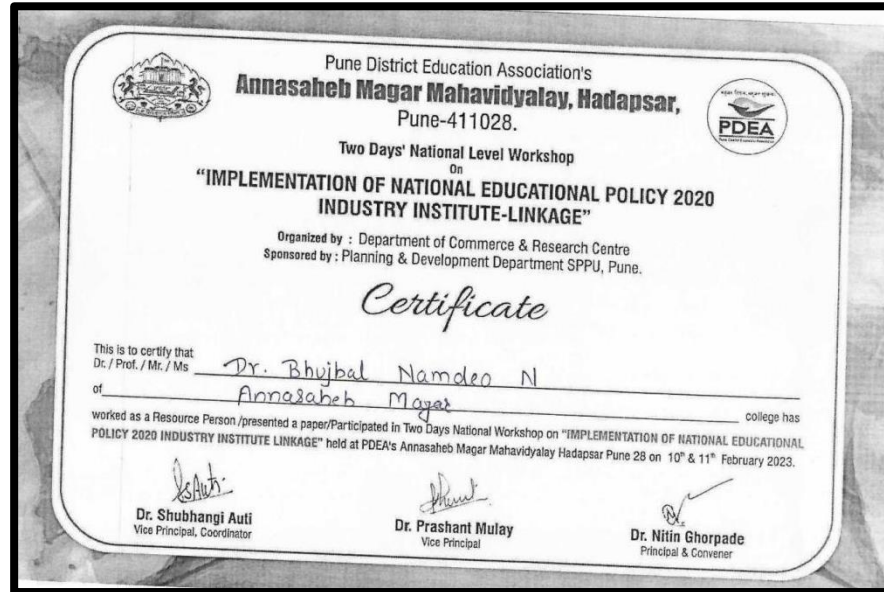 Pune District Education Association's
Annasaheb Magar Mahavidyalay, Hadapsar,
Pune-411028.
PDEA
Two Days' National Level Workshop
On
"IMPLEMENTATION OF NATIONAL EDUCATIONAL POLICY 2020
INDUSTRY INSTITUTE-LINKAGE"
Organized by : Department of Commerce & Research Centre
Sponsored by : Planning & Development Department SPPU, Pune.
Certificate
This is to certify that
Dr. / Prof. / Mr. / Ms Dr. Bhujbal Namdeo N
of Annasaheb Magar college has
worked as a Resource Person /presented a paper/Participated in Two Days National Workshop on "IMPLEMENTATION OF NATIONAL EDUCATIONAL
POLICY 2020 INDUSTRY INSTITUTE LINKAGE" held at PDEA's Annasaheb Magar Mahavidyalay Hadapsar Pune 28 on 10th & 11th February 2023.
Dr. Shubhangi Auti
Vice Principal, Coordinator
Dr. Prashant Mulay
Vice Principal
Dr. Nitin Ghorpade
Principal & Convener